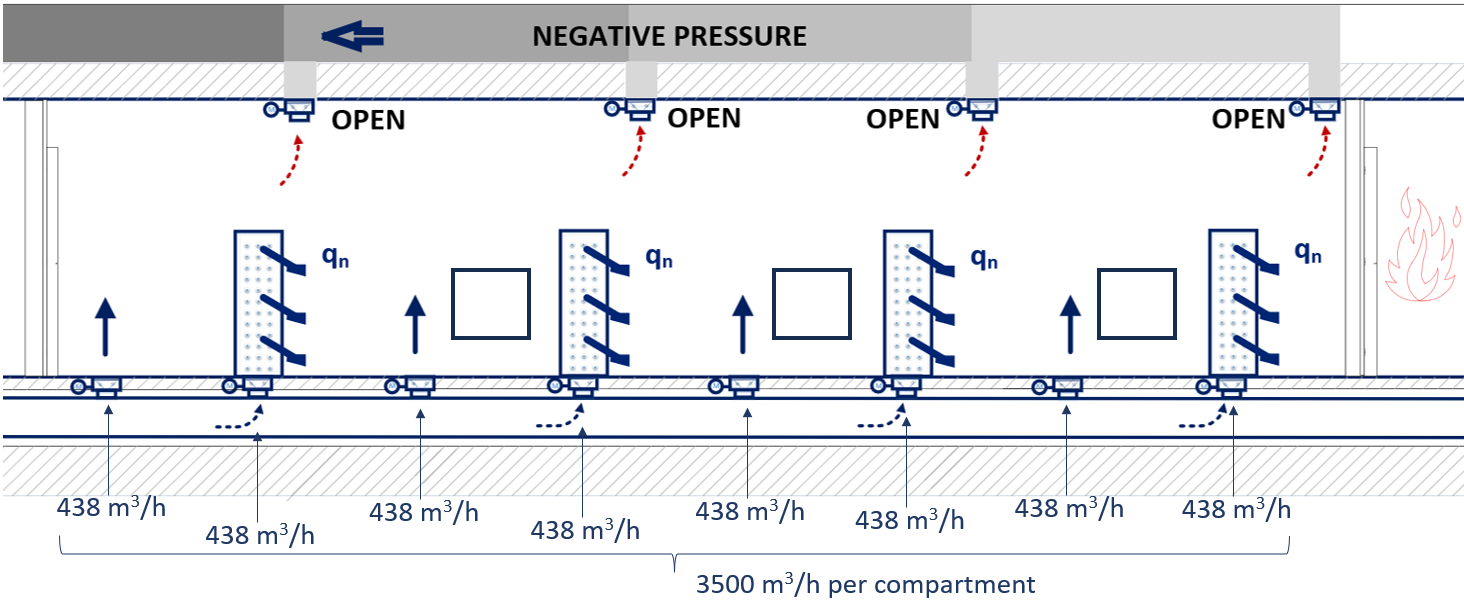 NEGATIVE PRESSURE
OPEN
OPEN
OPEN
OPEN
qₙ
qₙ
qₙ
qₙ
438 m³/h
438 m³/h
438 m³/h
438 m³/h
438 m³/h
438 m³/h
438 m³/h
438 m³/h
3500 m³/h per compartment